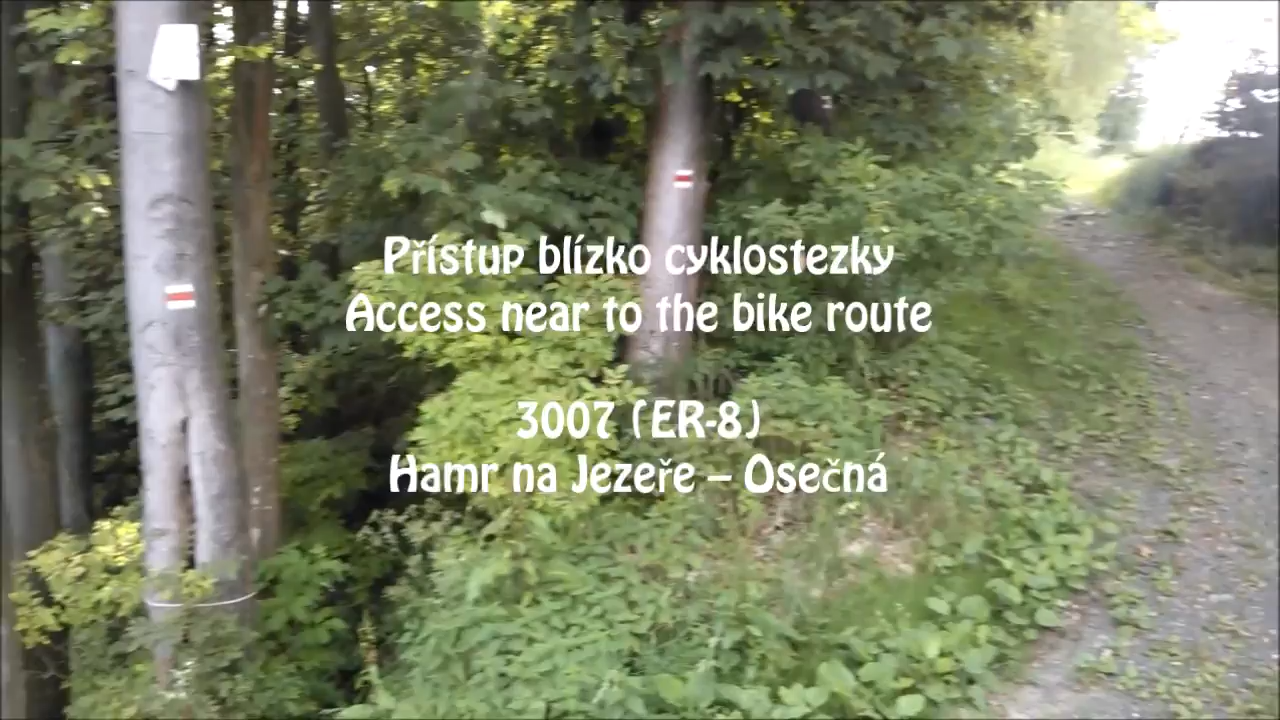 Přístup blízko cyklostezky
Access near to the bike route
3007 (ER-8)
Hamr na Jezeře – Osečná